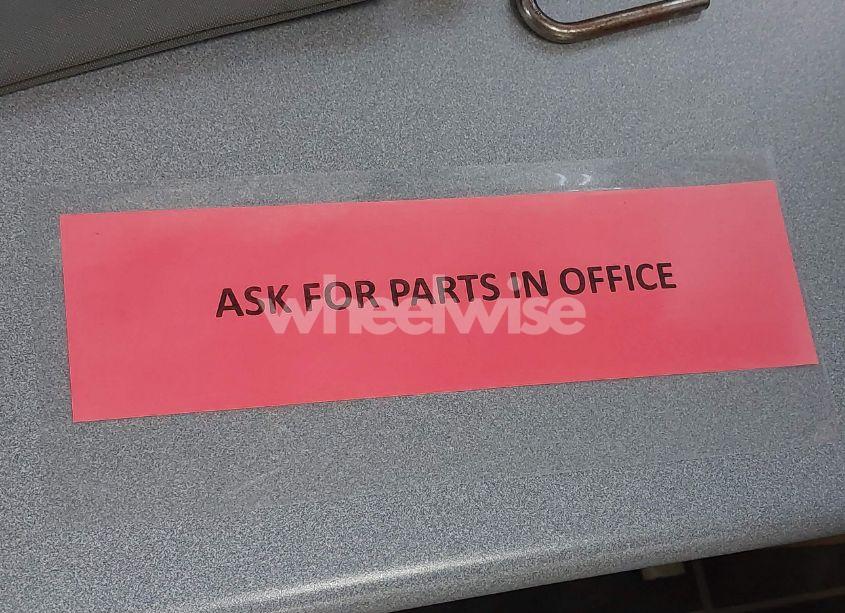 ASK FOR PARTS IN OFFICE
wheelwise